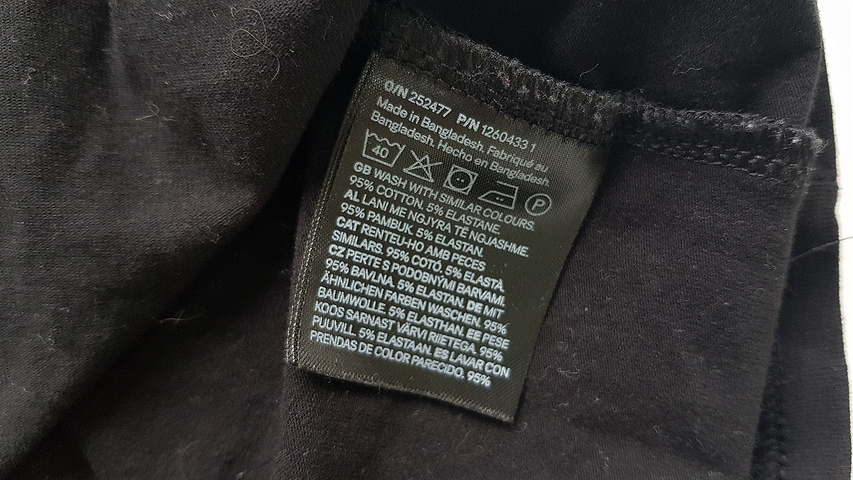 O/N 252477 P/N 1260433 1
Made in Bangladesh. Fabriqué au
Bangladesh. Hecho en Bangladesh.
40 P
GB WASH WITH SIMILAR COLOURS.
95% COTTON. 5% ELASTANE.
AL LANI ME NGJYRA TË NGJASHME.
95% PAMBUK. 5% ELASTAN.
CAT RENTEU-HO AMB PECES
SIMILARS. 95% COTÓ. 5% ELASTÀ.
CZ PERTE S PODOBNÝMI BARVAMI.
95% BAVLNA. 5% ELASTAN. DE MIT
ÄHNLICHEN FARBEN WASCHEN. 95%
BAUMWOLLE. 5% ELASTHAN. EE PESE
KOOS SARNAST VÄRVI RIIETEGA. 95%
PUUVILL. 5% ELASTAAN. ES LAVAR CON
PRENDAS DE COLOR PARECIDO. 95%